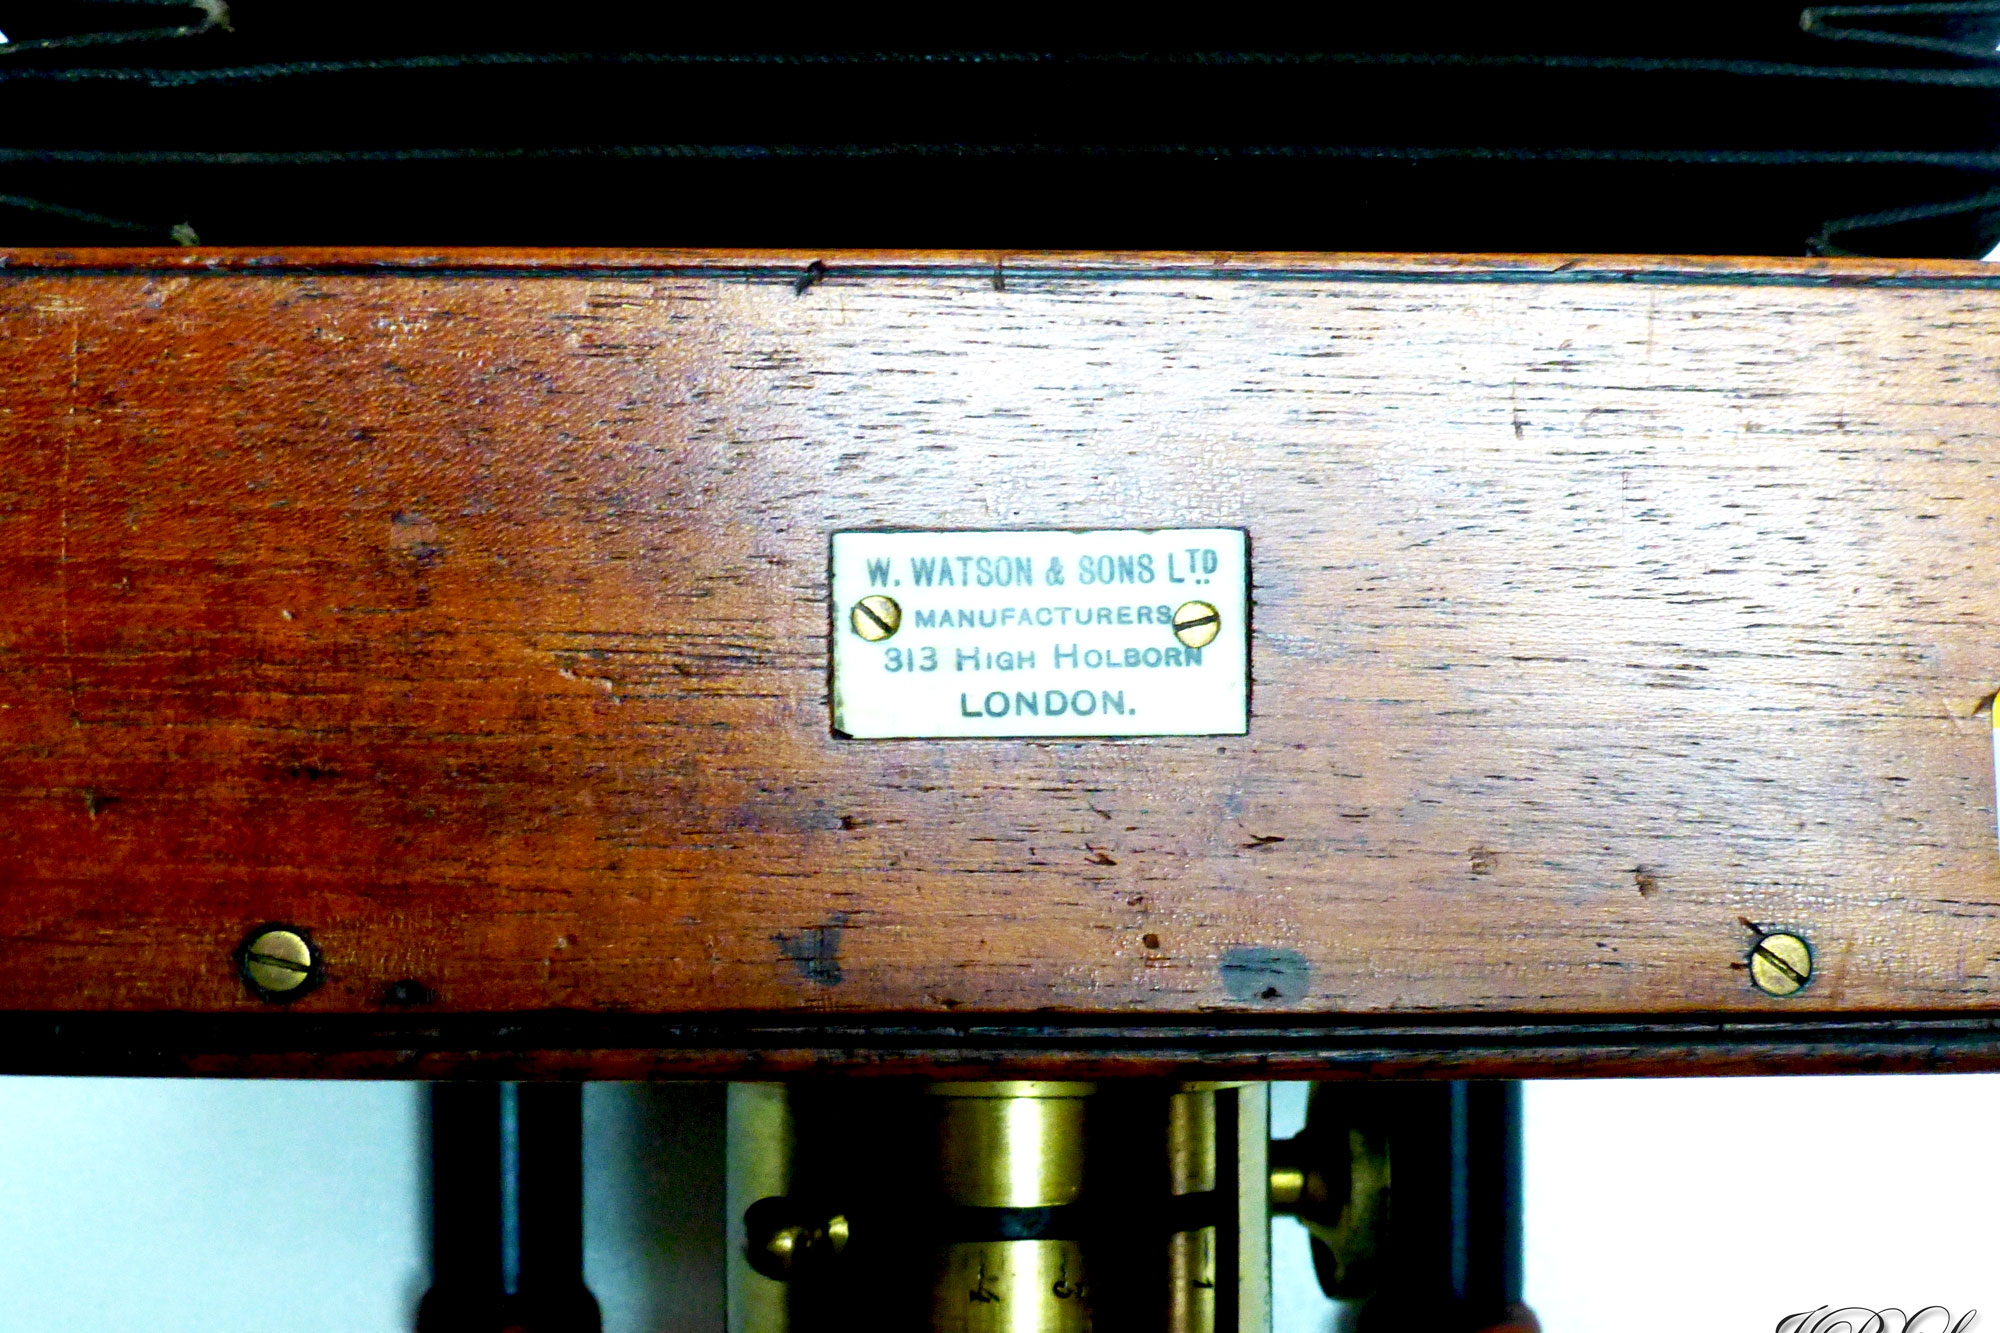 W. WATSON & SONS LTD.
MANUFACTURERS
313 HIGH HOLBORN
LONDON.